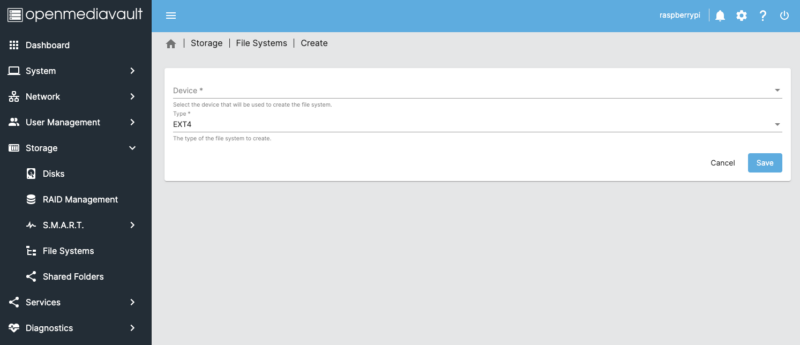 openmediavault
raspberrypi
Dashboard
System
Network
User Management
Storage
Disks
RAID Management
S.M.A.R.T.
File Systems
Shared Folders
Services
Diagnostics
| Storage | File Systems | Create
Device *
Select the device that will be used to create the file system.
Type *
EXT4
The type of the file system to create.
Cancel Save